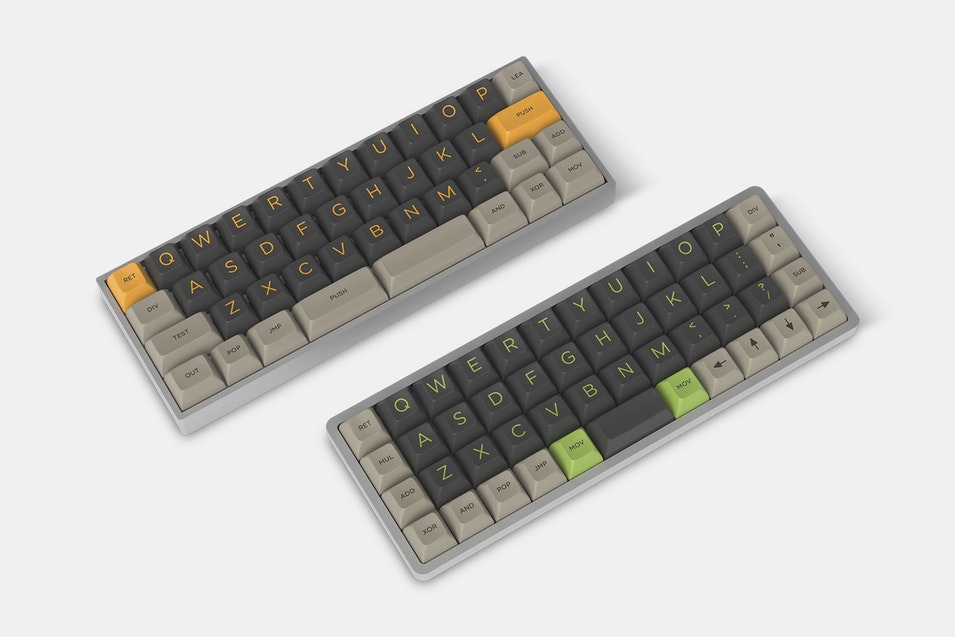 RET Q W E R T Y U I O P LEA
DIV A S D F G H J K L PUSH
TEST Z X C V B N M < , SUB ADD
OUT POP JMP PUSH AND XOR MOV
RET Q W E R T Y U I O P DIV
MUL A S D F G H J K L : ; " '
ADD Z X C V B N M < , > . ? / SUB
XOR AND POP JMP MOV MOV ← ↑ ↓ →